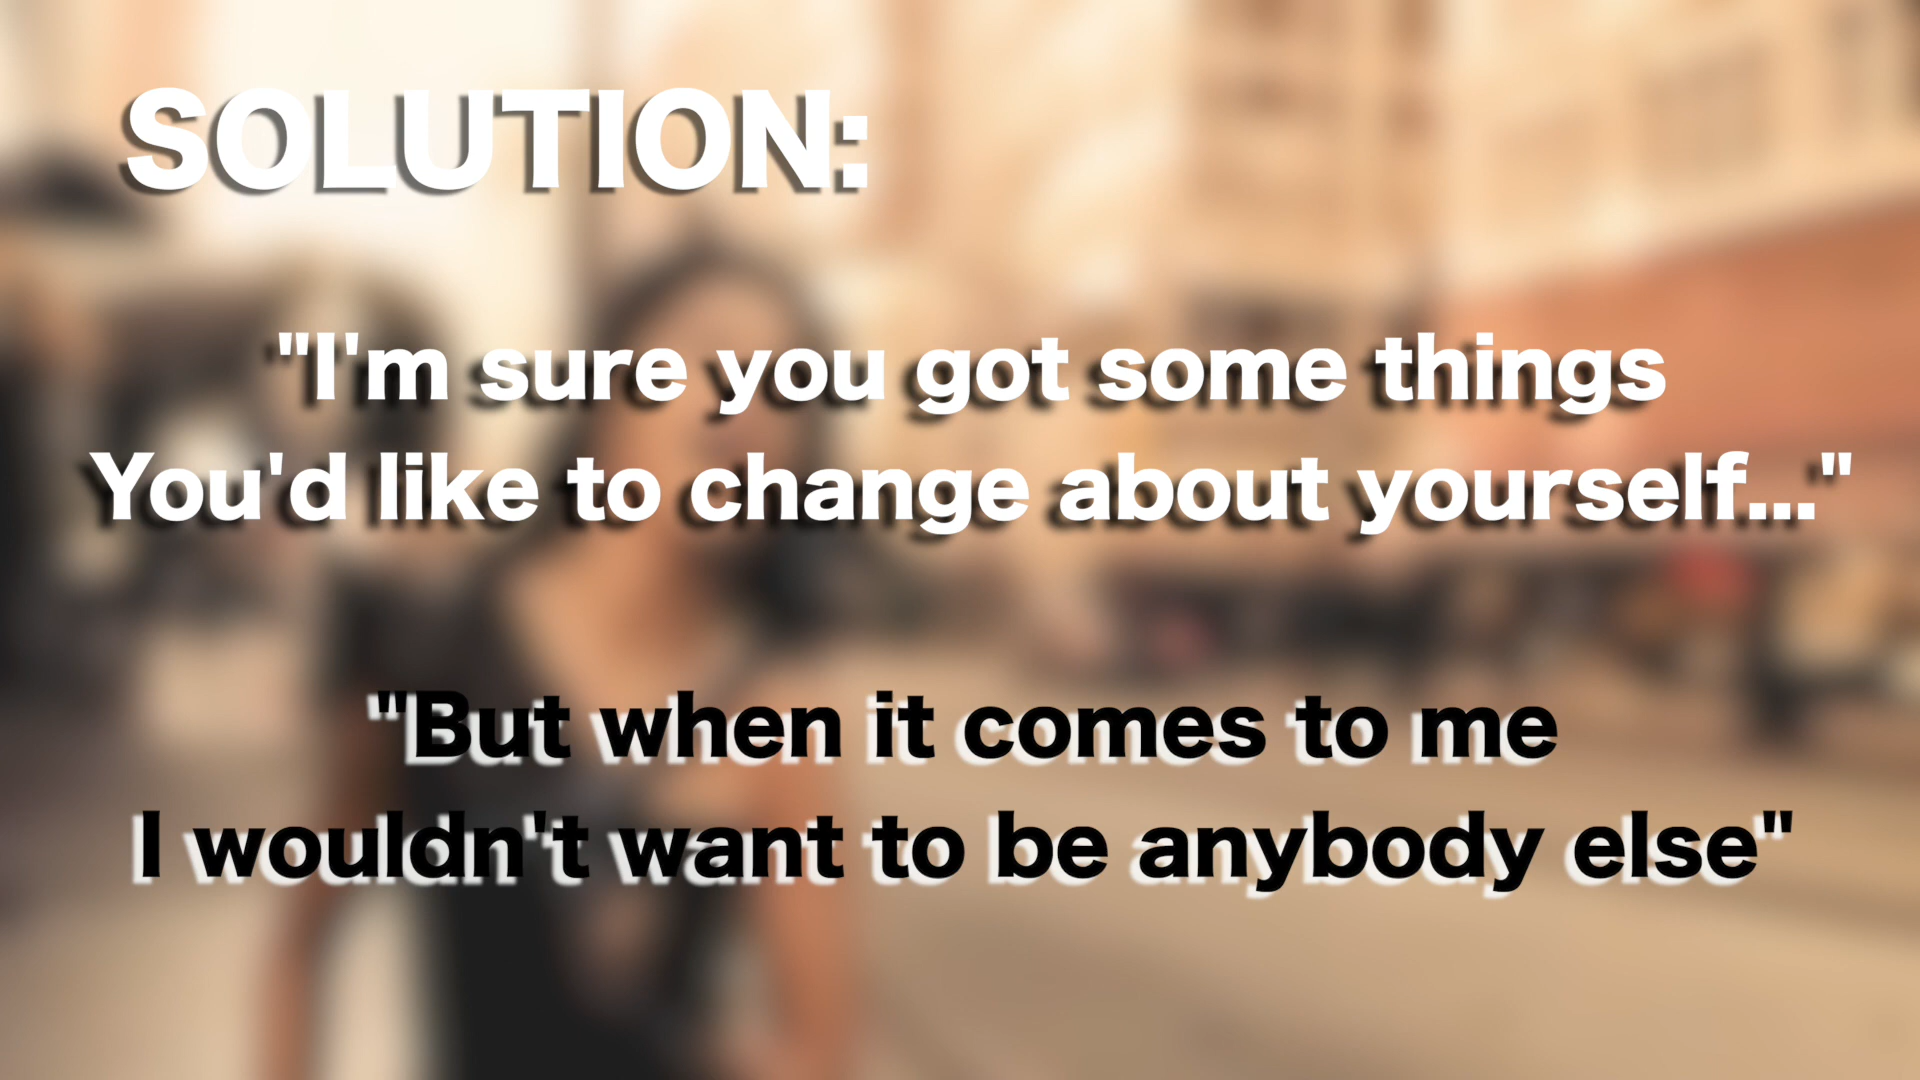 SOLUTION:
"I'm sure you got some things
You'd like to change about yourself..."
"But when it comes to me
I wouldn't want to be anybody else"